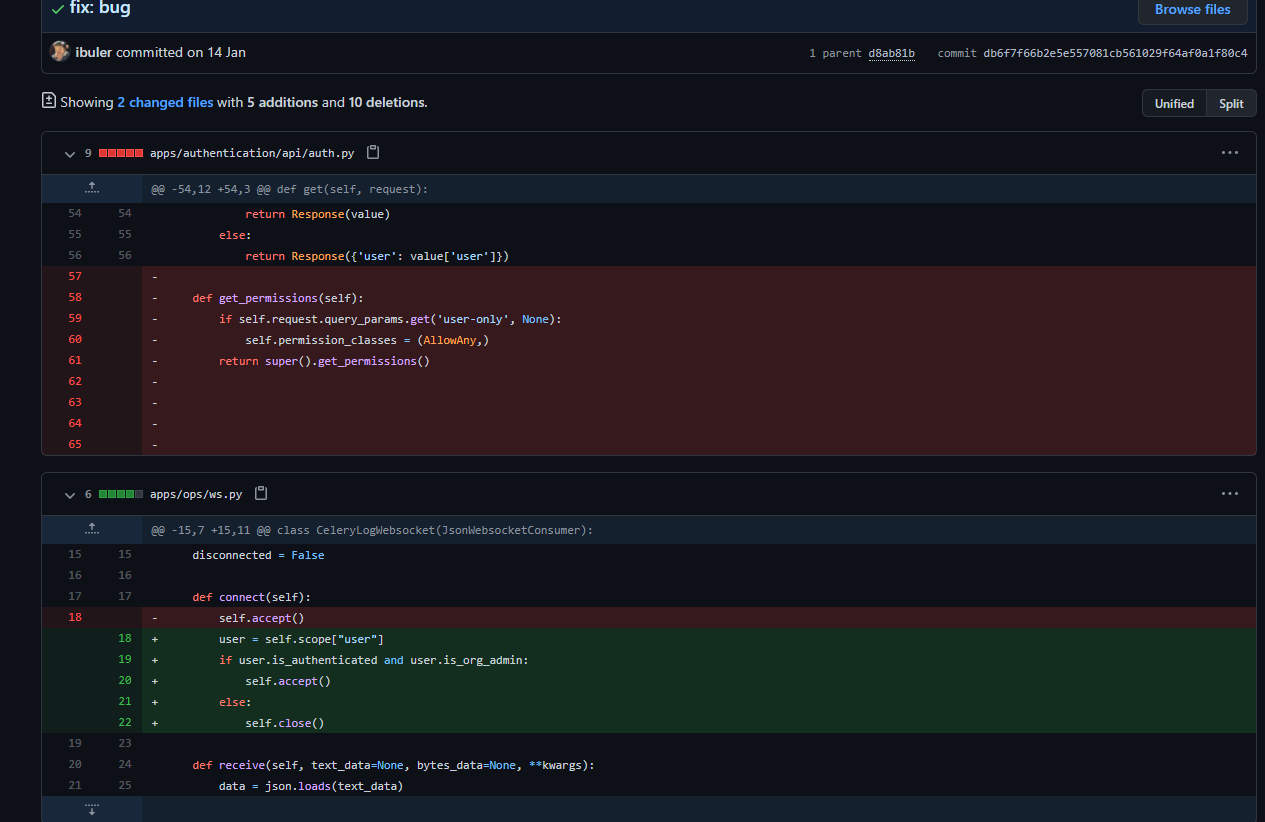 fix: bug
Browse files
ibuler committed on 14 Jan
1 parent d8ab81b commit db6f7f66b2e5e557081cb561029f64af0a1f80c4
Showing 2 changed files with 5 additions and 10 deletions.
Unified Split
9 apps/authentication/api/auth.py
@@ -54,12 +54,3 @@ def get(self, request):
54 54 return Response(value)
55 55 else:
56 56 return Response({'user': value['user']})
57 -
58 - def get_permissions(self):
59 - if self.request.query_params.get('user-only', None):
60 - self.permission_classes = (AllowAny,)
61 - return super().get_permissions()
62 -
63 -
64 -
65 -
6 apps/ops/ws.py
@@ -15,7 +15,11 @@ class CeleryLogWebsocket(JsonWebsocketConsumer):
15 15 disconnected = False
16 16
17 17 def connect(self):
18 - self.accept()
18 + user = self.scope["user"]
19 + if user.is_authenticated and user.is_org_admin:
20 + self.accept()
21 + else:
22 + self.close()
19 23
20 24 def receive(self, text_data=None, bytes_data=None, **kwargs):
21 25 data = json.loads(text_data)